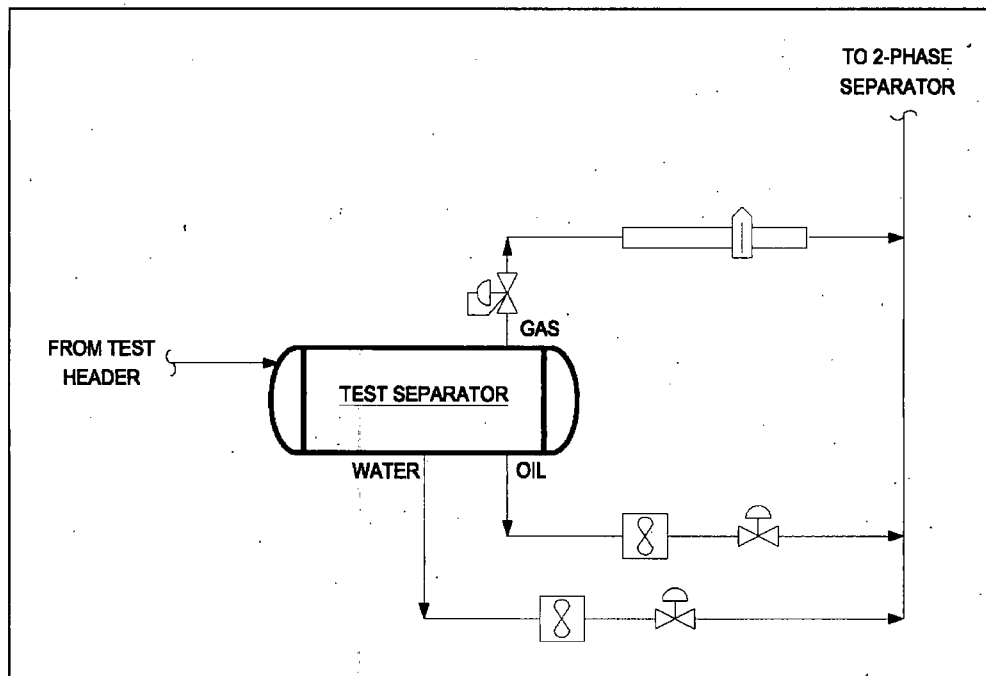 TO 2-PHASE
SEPARATOR
GAS
FROM TEST
HEADER
TEST SEPARATOR
WATER
OIL